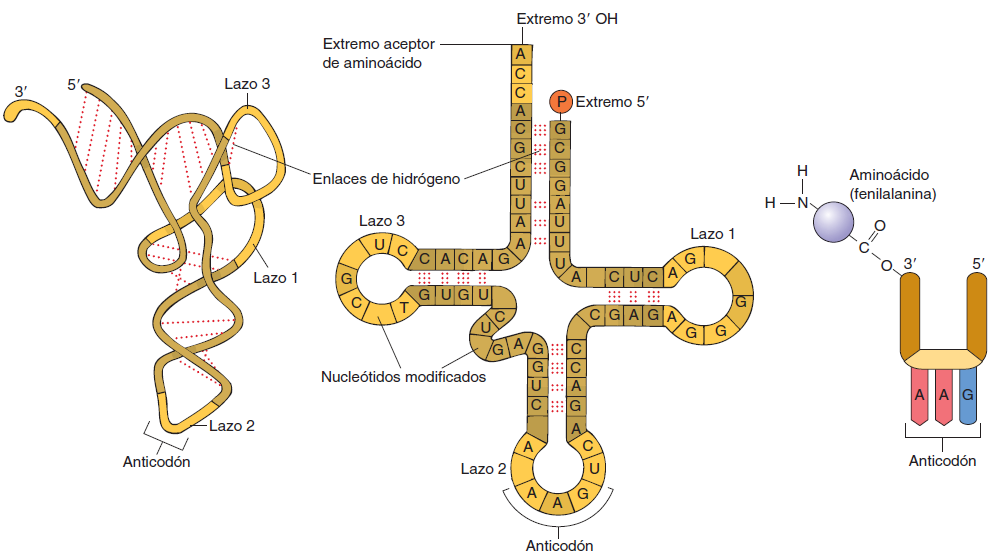 3′
5′
Lazo 3
Lazo 1
Lazo 2
Anticodón
Extremo 3′ OH
Extremo aceptor
de aminoácido
P Extremo 5′
Enlaces de hidrógeno
A
C
C
A
C
G
C
U
U
A
A
G
C
G
G
A
U
U
U
Lazo 3
U C C A C A G
G
C T G U G U
C
U
G A G
Nucleótidos modificados
Lazo 1
A C U C A G
G
C G A G A G G
G
U
C
C
C
A
G
A
Lazo 2
A C
U
A A G
Anticodón
H
H N
Aminoácido
(fenilalanina)
O
C
O
3′
5′
A A G
Anticodón